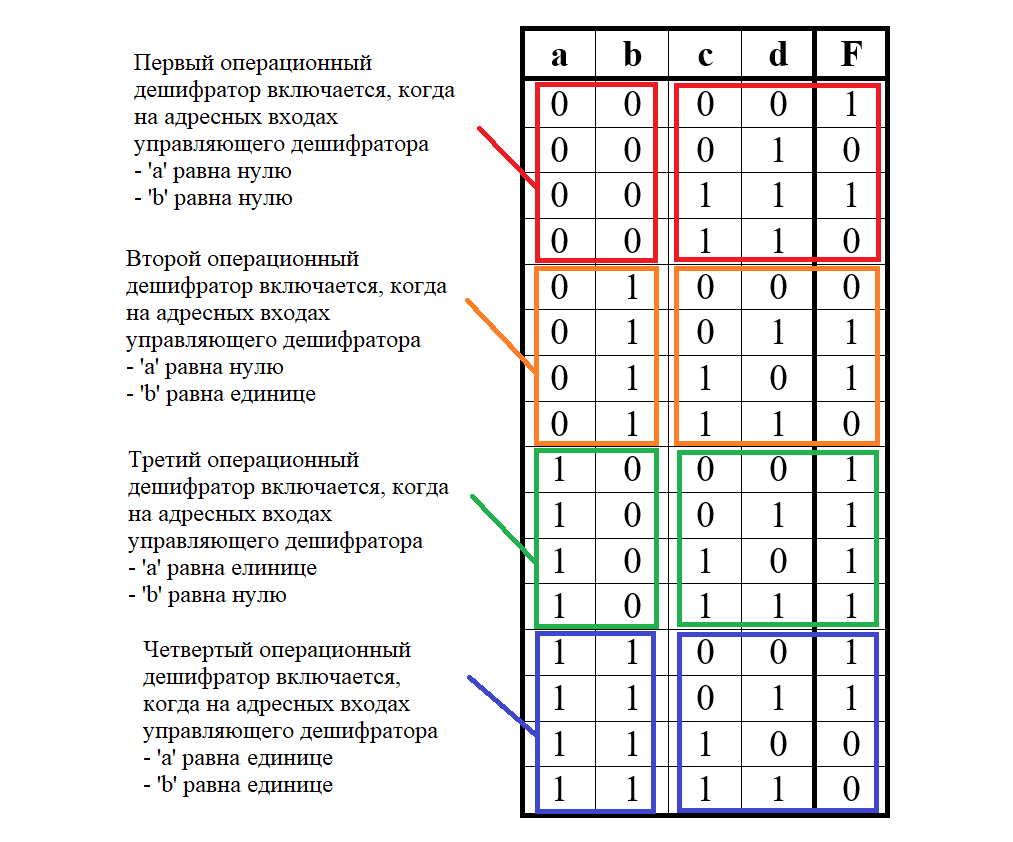 Первый операционный
дешифратор включается, когда
на адресных входах
управляющего дешифратора
- 'a' равна нулю
- 'b' равна нулю
Второй операционный
дешифратор включается, когда
на адресных входах
управляющего дешифратора
- 'a' равна нулю
- 'b' равна единице
Третий операционный
дешифратор включается, когда
на адресных входах
управляющего дешифратора
- 'a' равна елинице
- 'b' равна нулю
Четвертый операционный
дешифратор включается,
когда на адресных входах
управляющего дешифратора
- 'a' равна единице
- 'b' равна единице
a b c d F
0 0 0 0 1
0 0 0 1 0
0 0 1 1 1
0 0 1 1 0
0 1 0 0 0
0 1 0 1 1
0 1 1 0 1
0 1 1 1 0
1 0 0 0 1
1 0 0 1 1
1 0 1 0 1
1 0 1 1 1
1 1 0 0 1
1 1 0 1 1
1 1 1 0 0
1 1 1 1 0